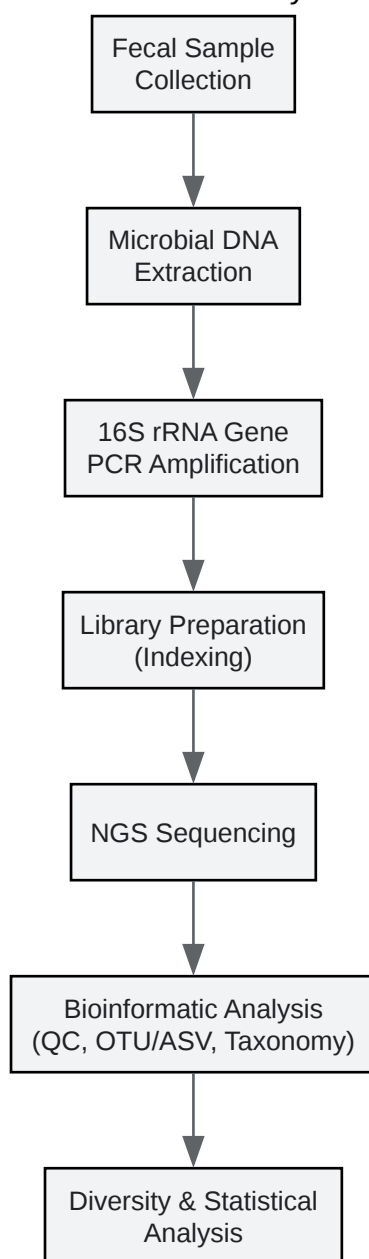 Fecal Sample
Collection
Microbial DNA
Extraction
16S rRNA Gene
PCR Amplification
Library Preparation
(Indexing)
NGS Sequencing
Bioinformatic Analysis
(QC, OTU/ASV, Taxonomy)
Diversity & Statistical
Analysis